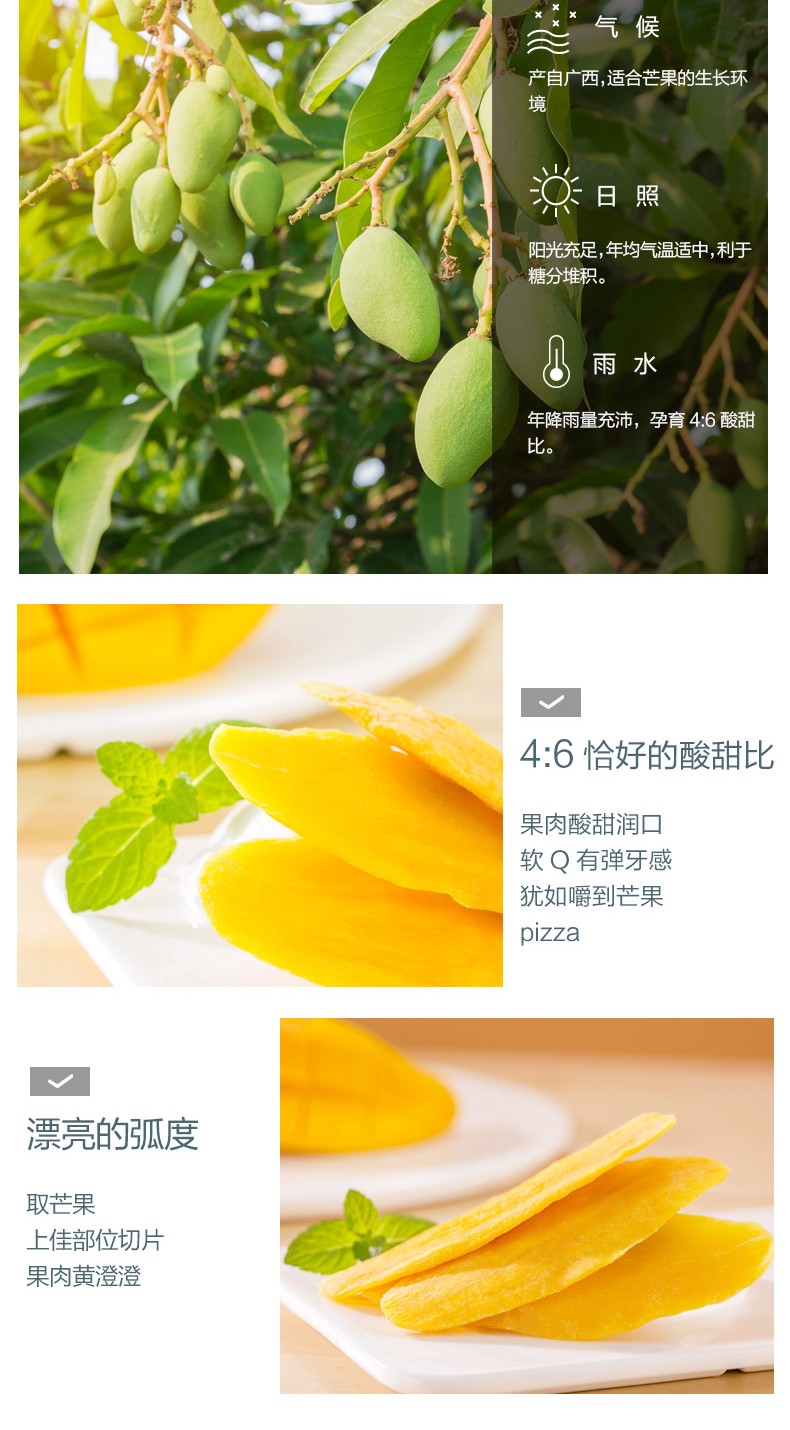 气候
产自广西,适合芒果的生长环
境
日照
阳光充足,年均气温适中,利于
糖分堆积。
雨水
年降雨量充沛，孕育 4:6 酸甜
比。
4:6 恰好的酸甜比
果肉酸甜润口
软 Q 有弹牙感
犹如嚼到芒果
pizza
漂亮的弧度
取芒果
上佳部位切片
果肉黄澄澄